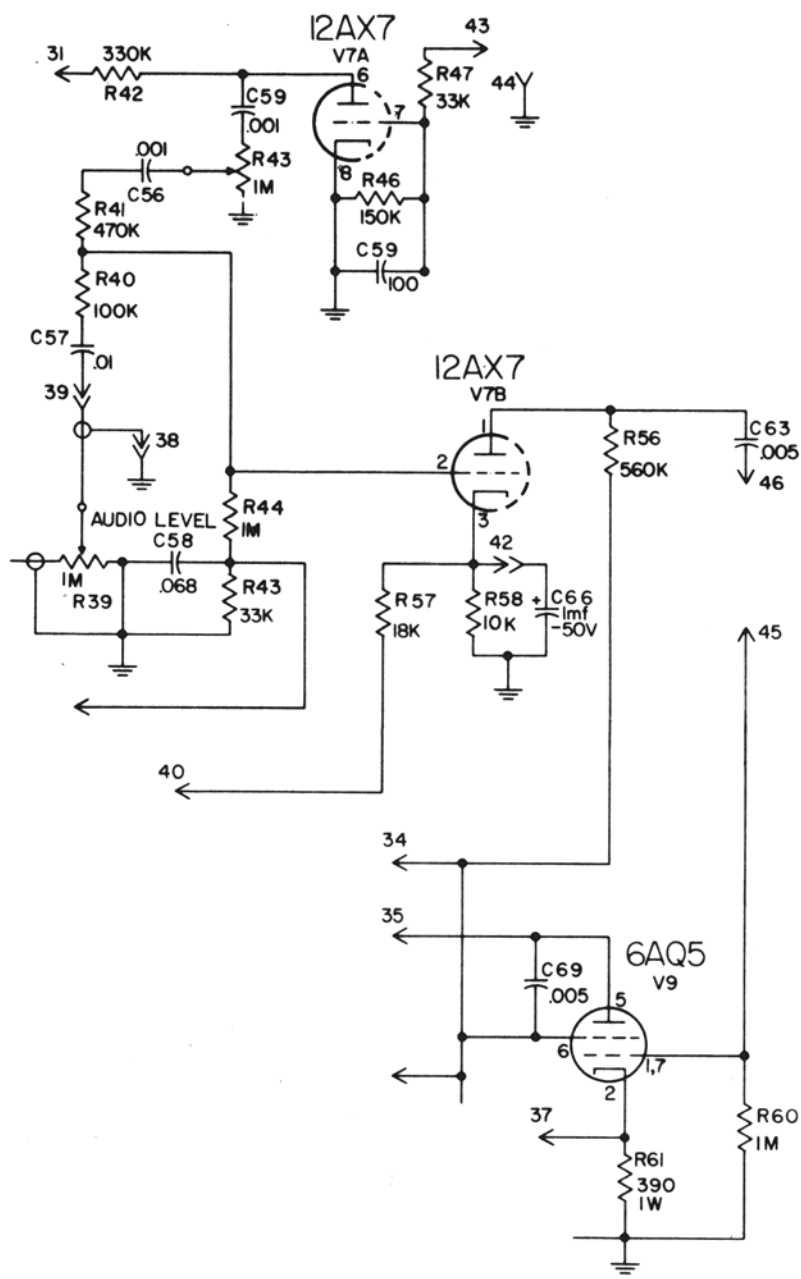 12AX7
V7A
31
330K
R42
6
C59
.001
43
R47
33K
44
7
.001
C56
R43
1M
8
R46
150K
R41
470K
C59
100
R40
100K
C57
.01
39
38
12AX7
V7B
1
2
3
R56
560K
C63
.005
46
AUDIO LEVEL
R44
1M
C58
.068
1M
R39
R43
33K
42
R57
18K
R58
10K
+
C66
1mf
-50V
45
40
34
35
6AQ5
V9
C69
.005
5
6
1,7
2
37
R60
1M
R61
390
1W